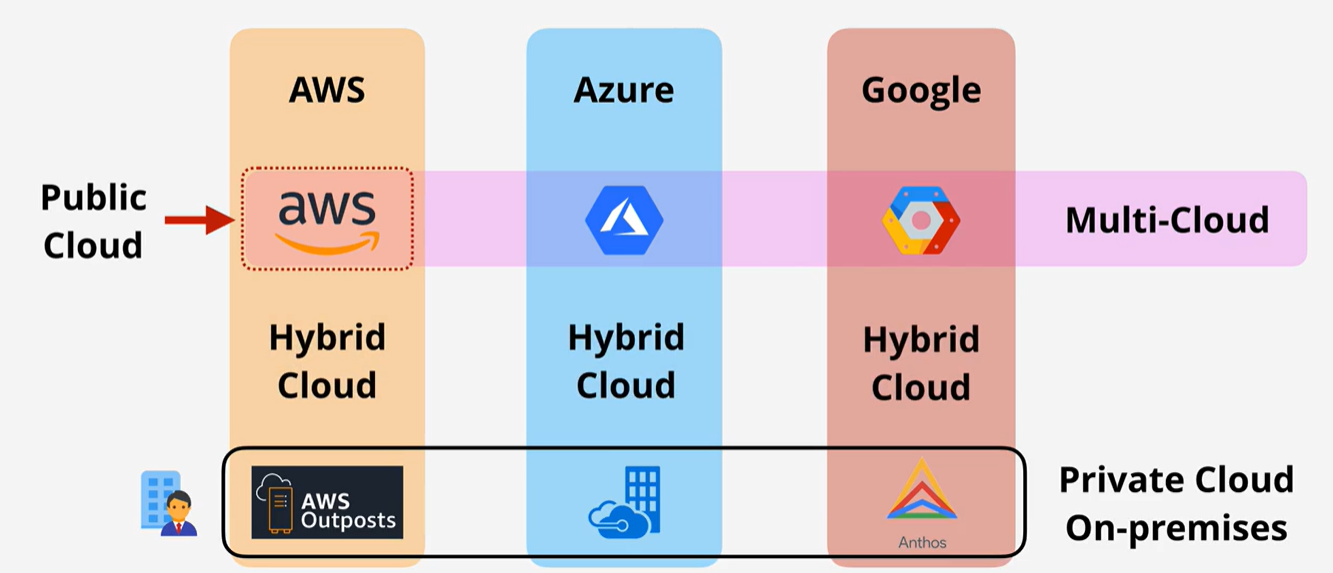 AWS
Azure
Google
Public
Cloud
aws
Multi-Cloud
Hybrid
Cloud
Hybrid
Cloud
Hybrid
Cloud
AWS
Outposts
Anthos
Private Cloud
On-premises